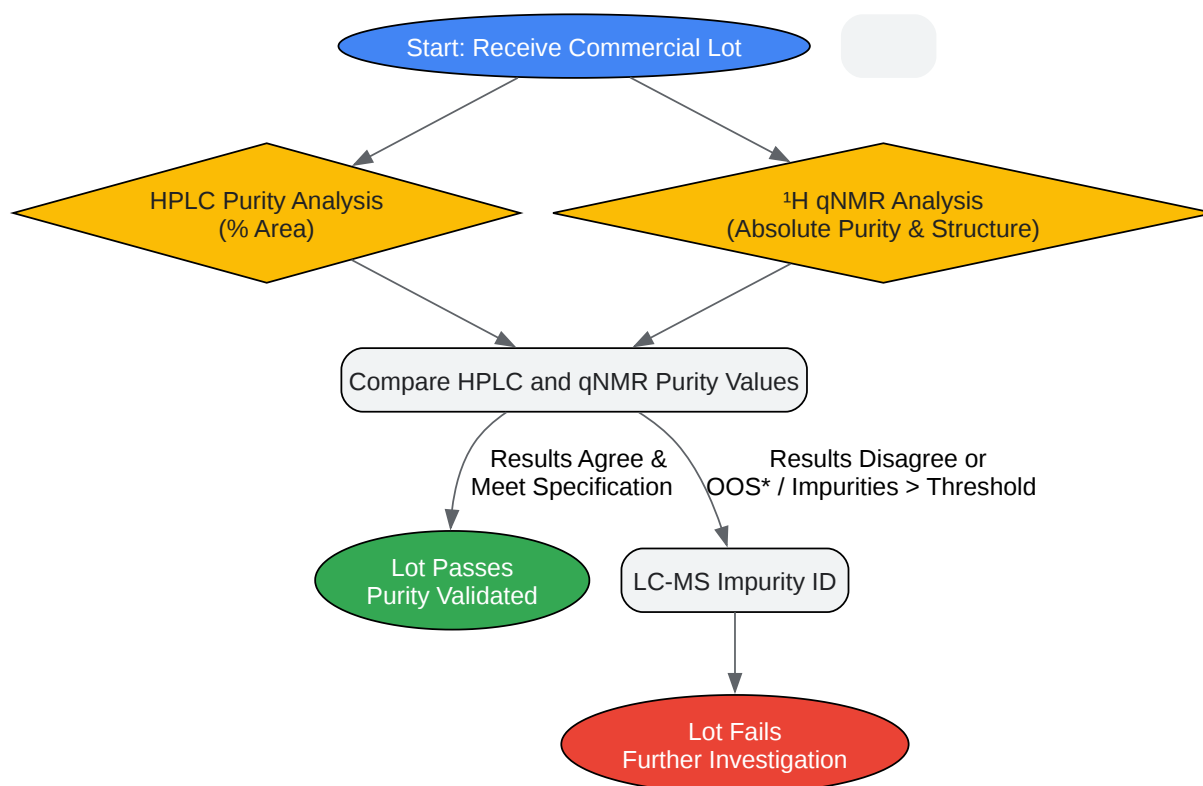 Start: Receive Commercial Lot
HPLC Purity Analysis
(% Area)
¹H qNMR Analysis
(Absolute Purity & Structure)
Compare HPLC and qNMR Purity Values
Results Agree &
Meet Specification
Results Disagree or
OOS* / Impurities > Threshold
Lot Passes
Purity Validated
LC-MS Impurity ID
Lot Fails
Further Investigation